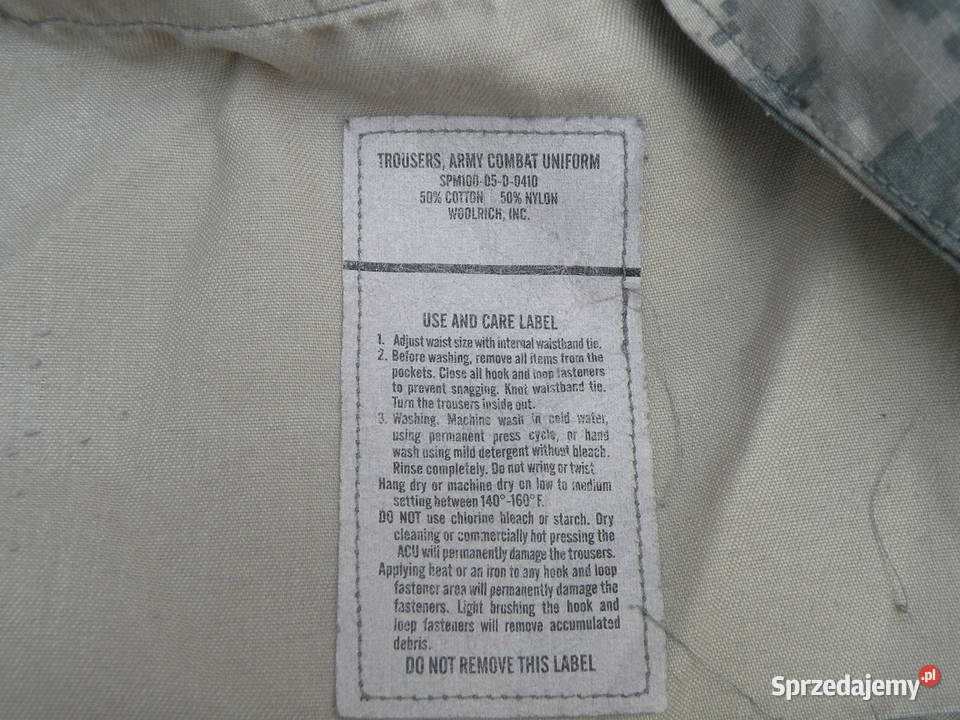 TROUSERS, ARMY COMBAT UNIFORM
SPM100-05-D-0410
50% COTTON 50% NYLON
WOOLRICH, INC.
USE AND CARE LABEL
1. Adjust waist size with internal waistband tie.
2. Before washing, remove all items from the
pockets. Close all hook and loop fasteners
to prevent snagging. Knot waistband tie.
Turn the trousers inside out.
3. Washing. Machine wash in cold water,
using permanent press cycle, or hand
wash using mild detergent without bleach.
Rinse completely. Do not wring or twist.
Hang dry or machine dry on low to medium
setting between 140°-160°F.
DO NOT use chlorine bleach or starch. Dry
cleaning or commercially hot pressing the
ACU will permanently damage the trousers.
Applying heat or an iron to any hook and loop
fastener area will permanently damage the
fasteners. Light brushing the hook and
loop fasteners will remove accumulated
debris.
DO NOT REMOVE THIS LABEL
Sprzedajemy.pl